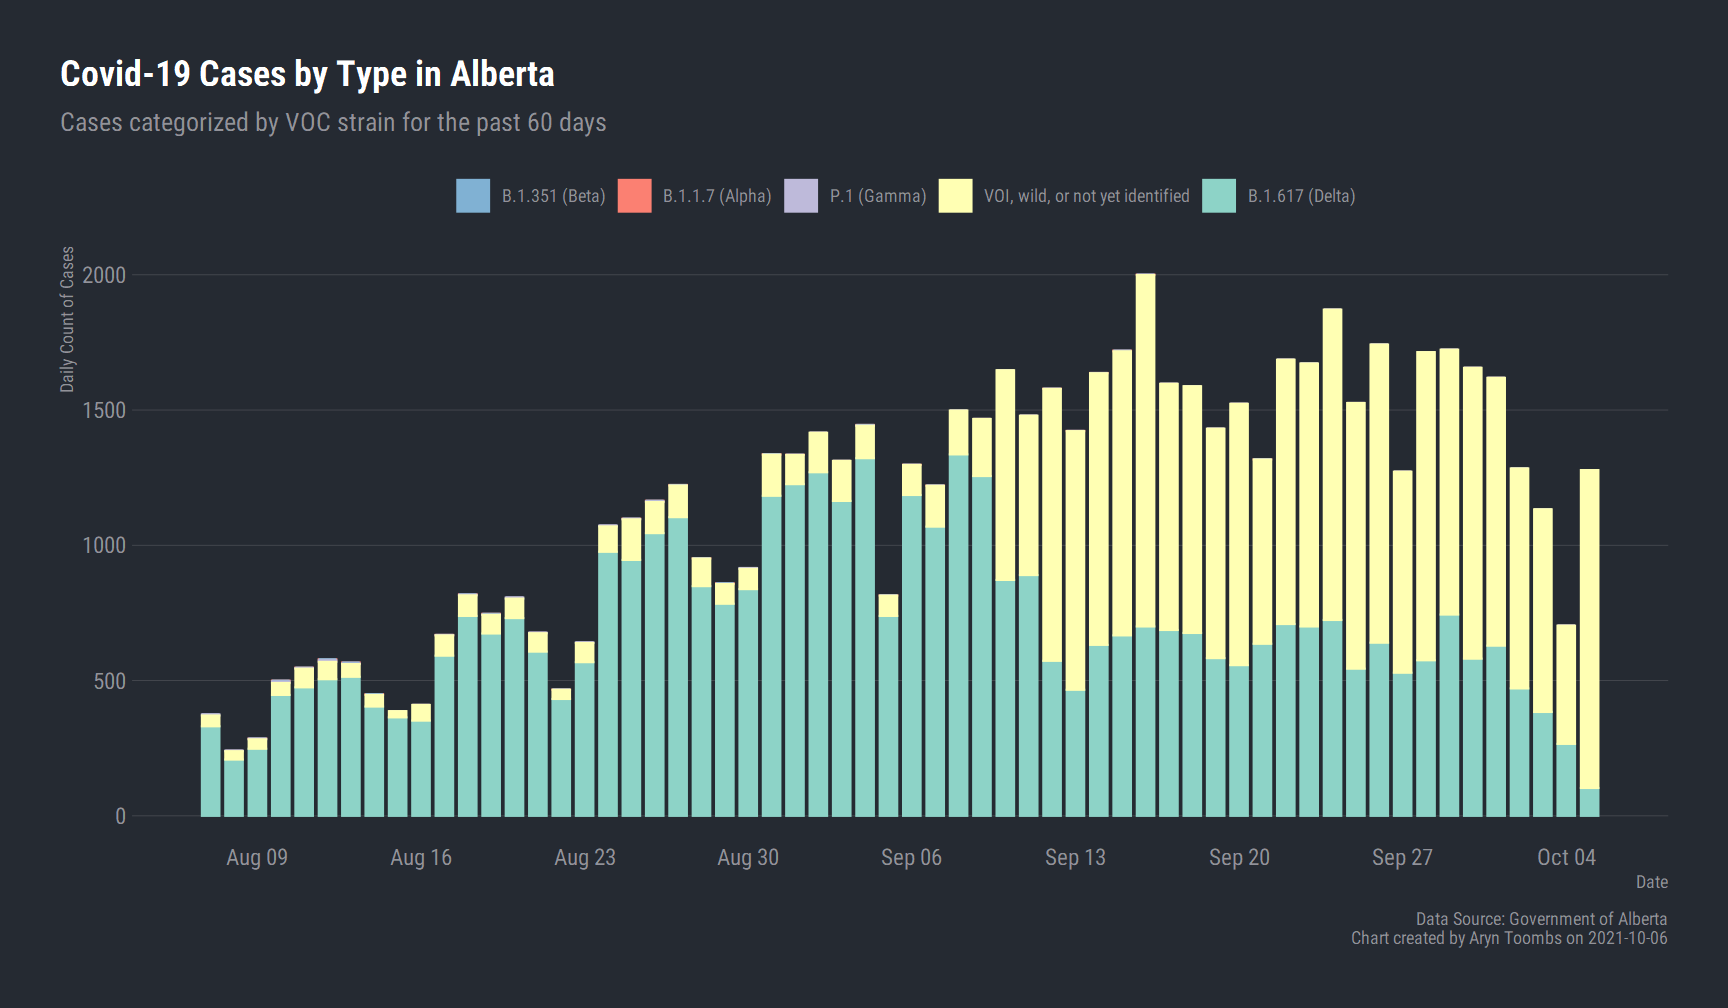 Covid-19 Cases by Type in Alberta
Cases categorized by VOC strain for the past 60 days
B.1.351 (Beta) B.1.1.7 (Alpha) P.1 (Gamma) VOI, wild, or not yet identified B.1.617 (Delta)
Daily Count of Cases
2000
1500
1000
500
0
Aug 09 Aug 16 Aug 23 Aug 30 Sep 06 Sep 13 Sep 20 Sep 27 Oct 04
Date
Data Source: Government of Alberta
Chart created by Aryn Toombs on 2021-10-06